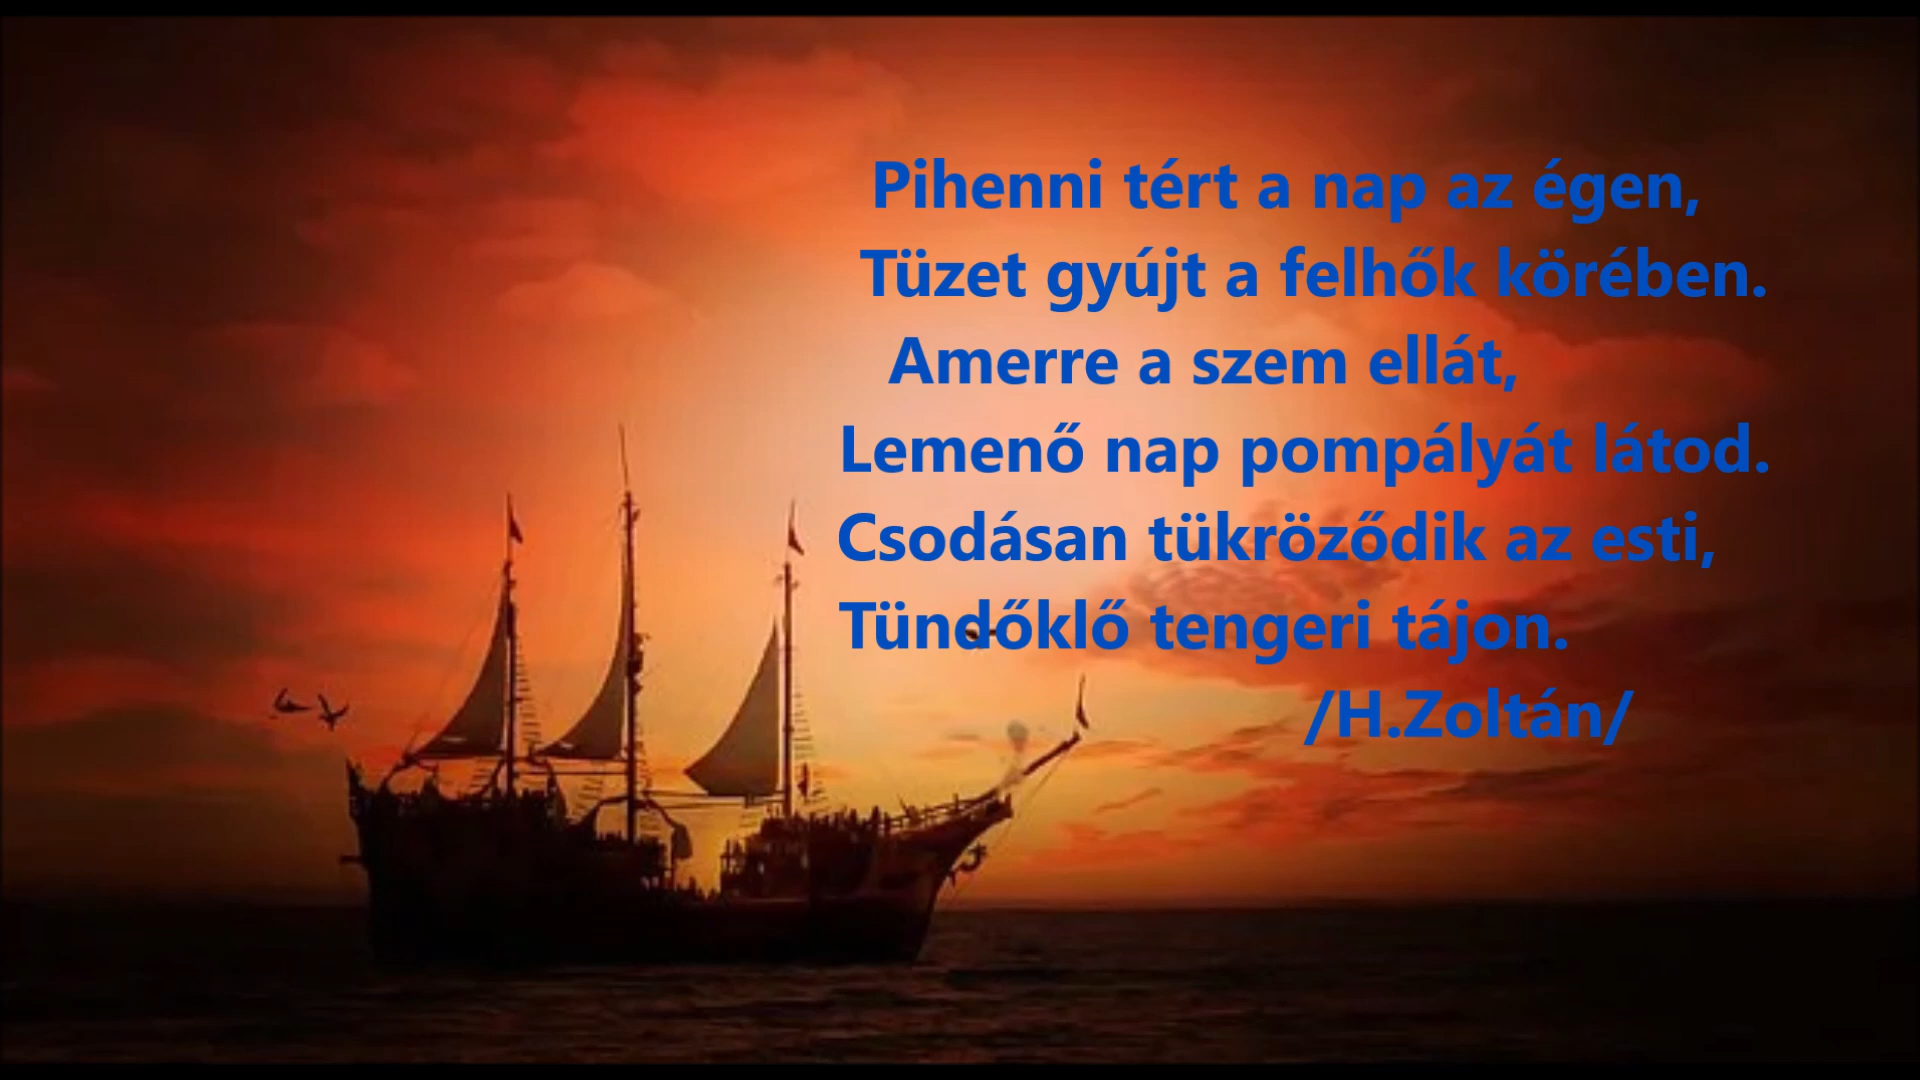 Pihenni tért a nap az égen,
Tüzet gyújt a felhők körében.
Amerre a szem ellát,
Lemenő nap pompályát látod.
Csodásan tükröződik az esti,
Tündőklő tengeri tájon.
/H.Zoltán/